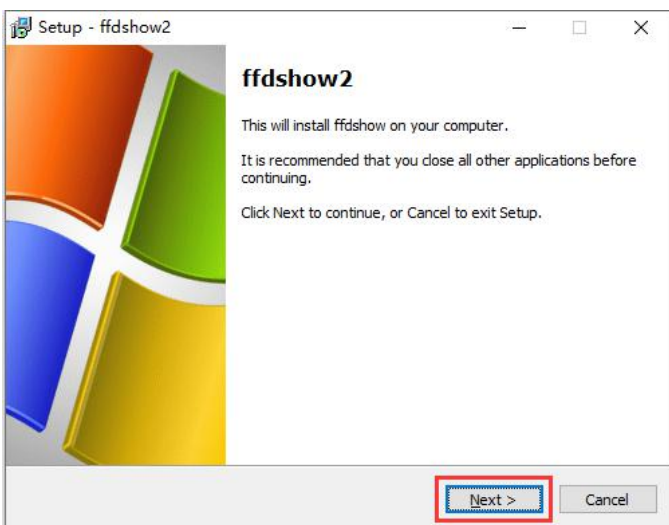 Setup - ffdshow2
ffdshow2
This will install ffdshow on your computer.
It is recommended that you close all other applications before
continuing.
Click Next to continue, or Cancel to exit Setup.
Next >
Cancel